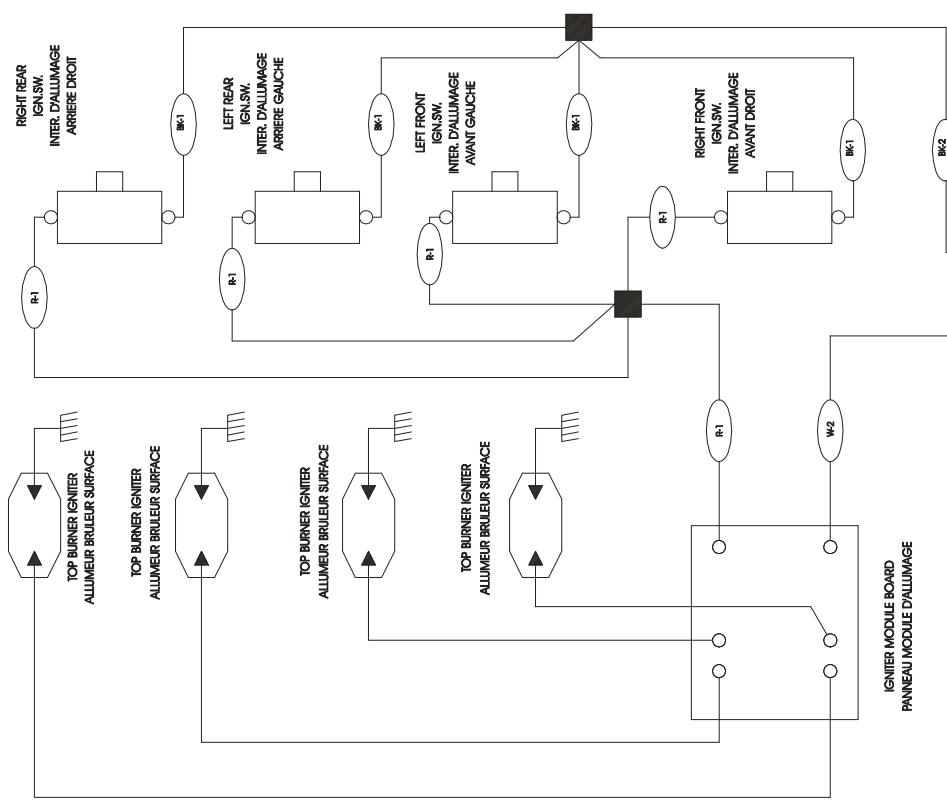 RIGHT REAR
IGN.SW.
INTER. D'ALLUMAGE
ARRIERE DROIT
BK-1
R-1
LEFT REAR
IGN.SW.
INTER. D'ALLUMAGE
ARRIERE GAUCHE
BK-1
R-1
LEFT FRONT
IGN.SW.
INTER. D'ALLUMAGE
AVANT GAUCHE
BK-1
R-1
RIGHT FRONT
IGN.SW.
INTER. D'ALLUMAGE
AVANT DROIT
R-1
BK-1
BK-2
R-1
W-2
TOP BURNER IGNITER
ALLUMEUR BRULEUR SURFACE
TOP BURNER IGNITER
ALLUMEUR BRULEUR SURFACE
TOP BURNER IGNITER
ALLUMEUR BRULEUR SURFACE
TOP BURNER IGNITER
ALLUMEUR BRULEUR SURFACE
IGNITER MODULE BOARD
PANNEAU MODULE D'ALLUMAGE